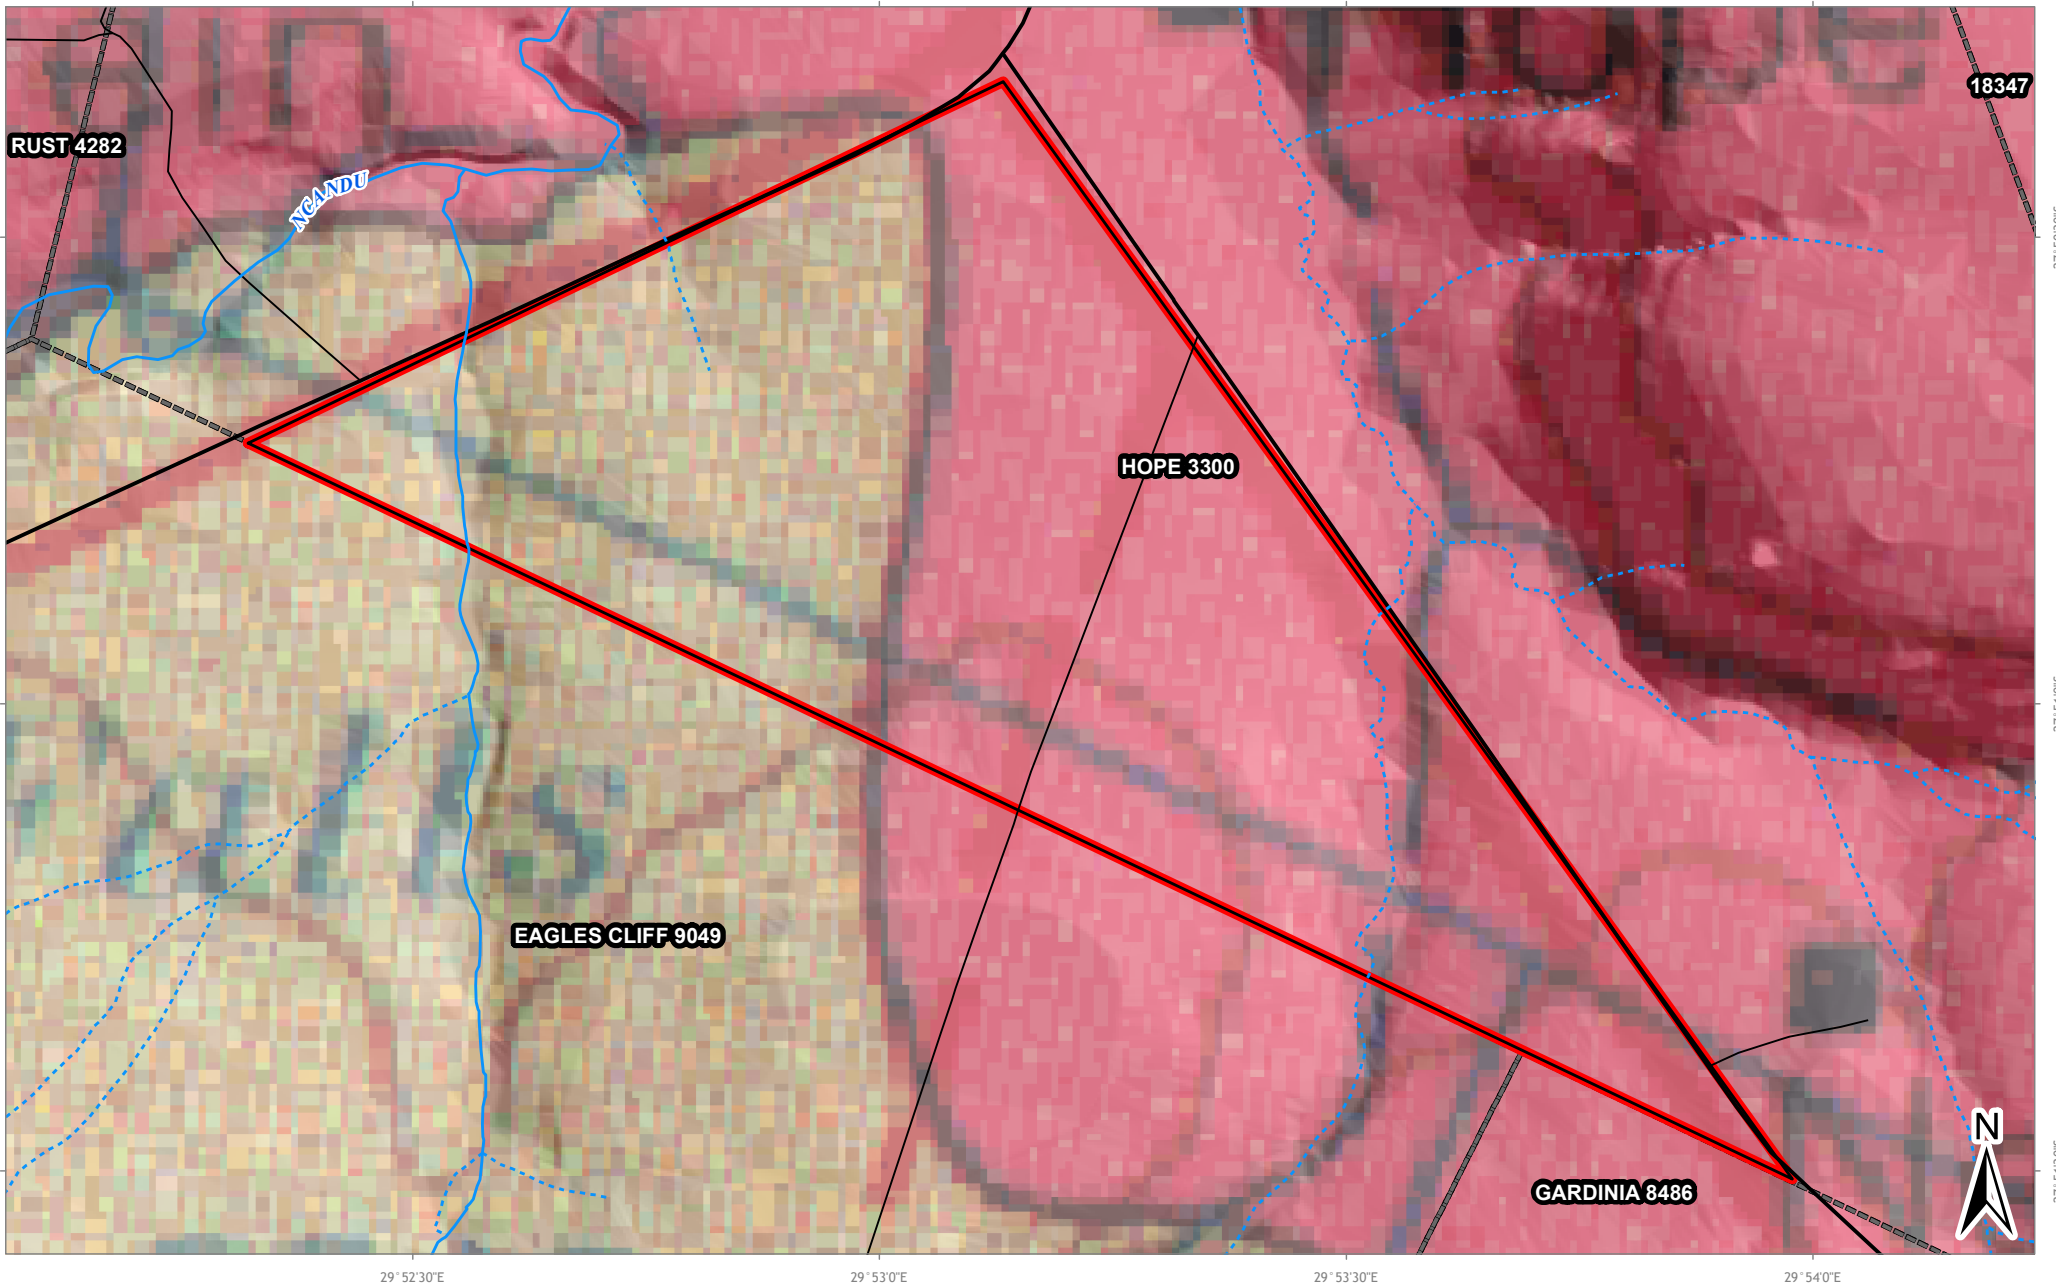 18347
RUST 4282
NCANDU
HOPE 3300
EAGLES CLIFF 9049
N
GARDINIA 8486
29°52'30"E
29°53'0"E
29°53'30"E
29°54'0"E